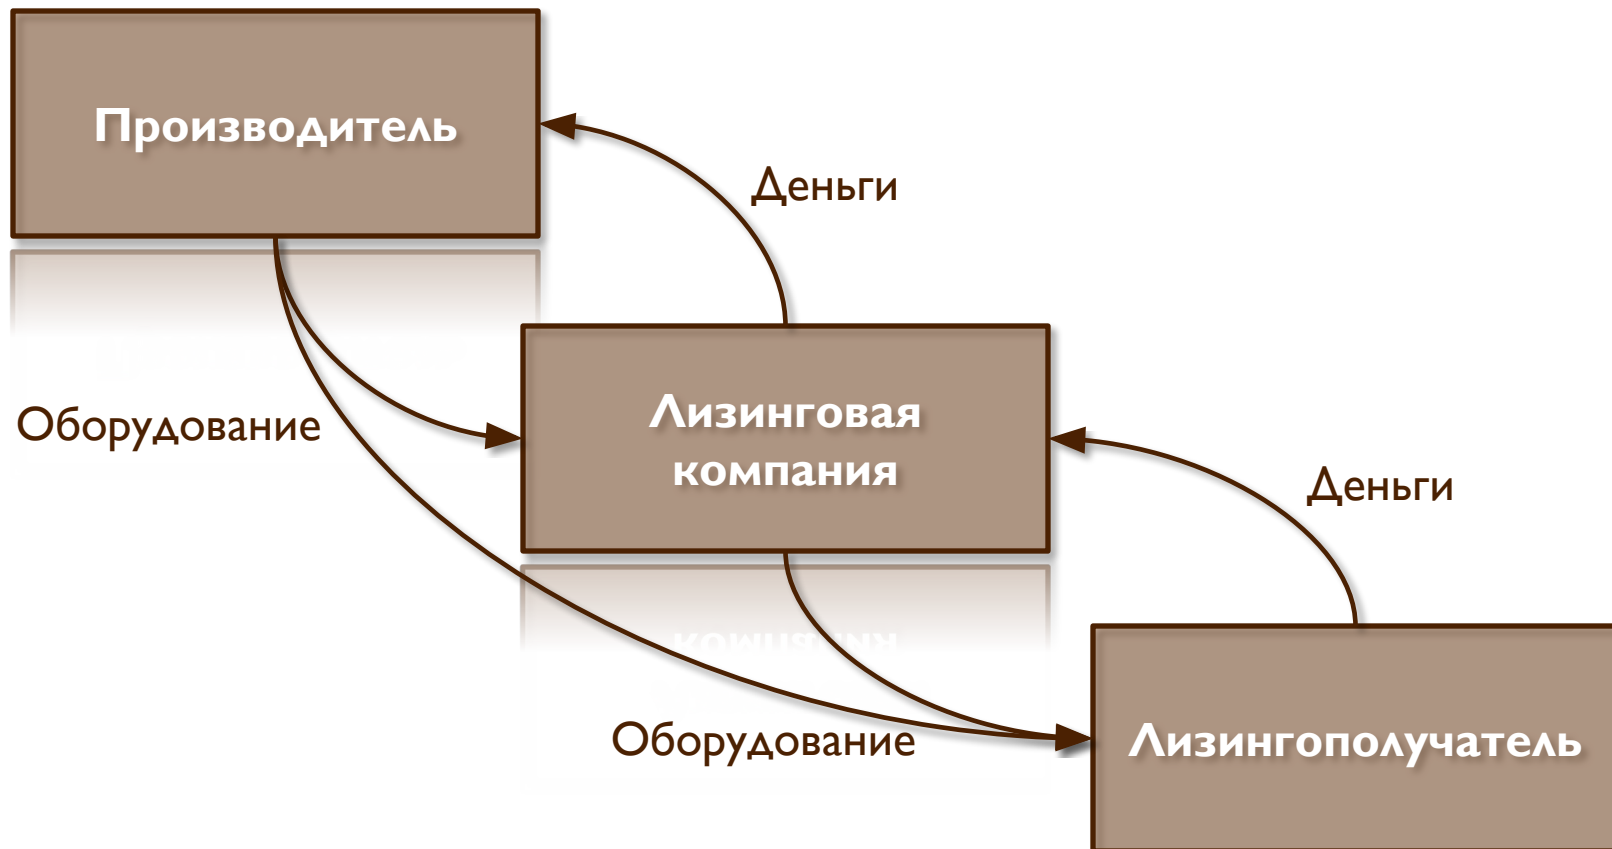 Производитель
Деньги
Оборудование
Лизинговая
компания
Деньги
Оборудование
Лизингополучатель